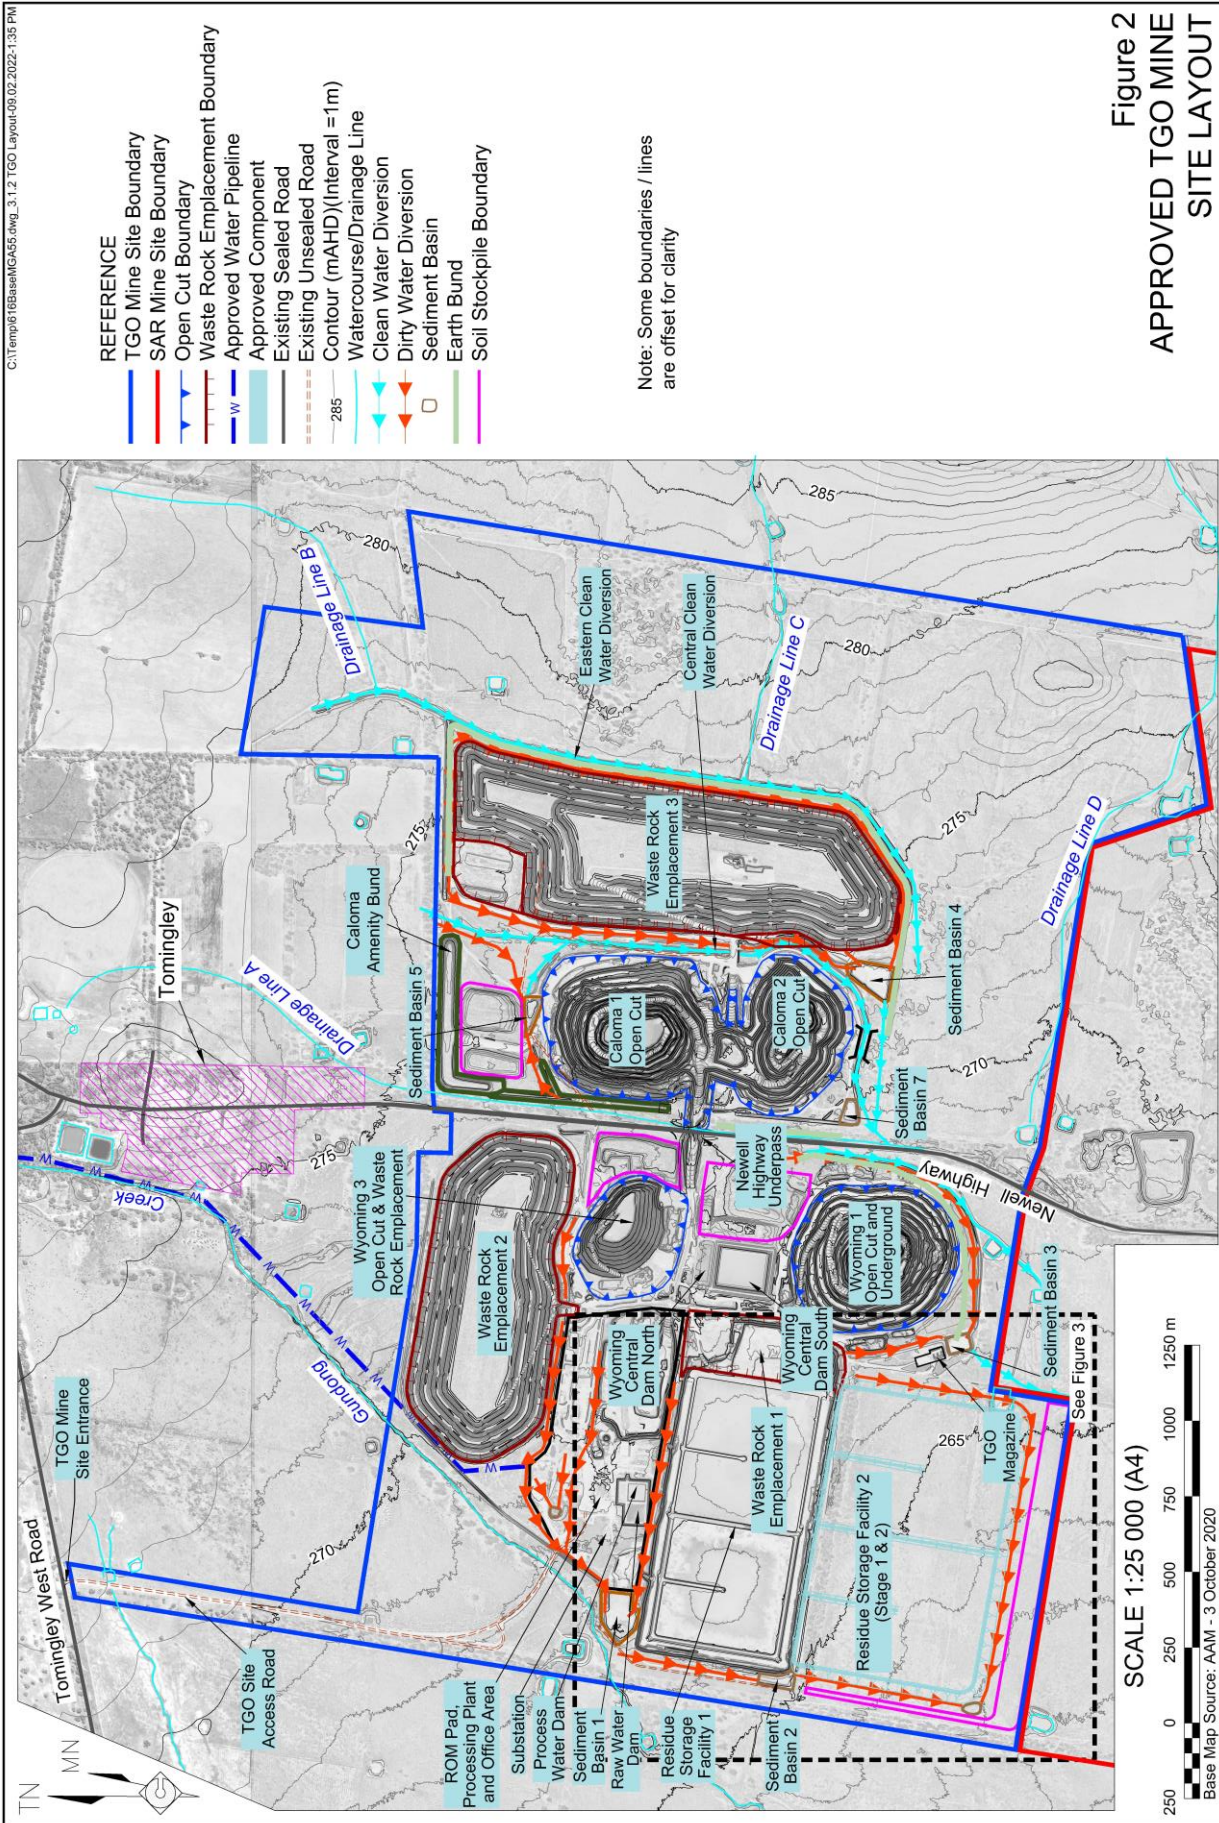 C:\Temp\616BaseMGA55.dwg_3.1.2 TGO Layout-09.02.2022-1:35 PM
REFERENCE
TGO Mine Site Boundary
SAR Mine Site Boundary
Open Cut Boundary
Waste Rock Emplacement Boundary
W
Approved Water Pipeline
Approved Component
Existing Sealed Road
Existing Unsealed Road
285
Contour (mAHD)(Interval =1m)
Watercourse/Drainage Line
Clean Water Diversion
Dirty Water Diversion
Sediment Basin
Earth Bund
Soil Stockpile Boundary
Note: Some boundaries / lines
are offset for clarity
Figure 2
APPROVED TGO MINE
SITE LAYOUT
TN
MN
Tomingley West Road
TGO Mine
Site Entrance
TGO Site
Access Road
Gundong
Creek
W
W
W
W
W
W
W
W
W
Tomingley
Drainage Line A
Drainage Line B
Drainage Line C
Drainage Line D
280
285
280
275
275
275
270
270
265
Caloma
Amenity Bund
Sediment Basin 5
Wyoming 3
Open Cut & Waste
Rock Emplacement
Waste Rock
Emplacement 2
Eastern Clean
Water Diversion
Central Clean
Water Diversion
Waste Rock
Emplacement 3
Caloma 1
Open Cut
Caloma 2
Open Cut
Sediment Basin 4
Sediment
Basin 7
Newell
Highway
Underpass
Newell Highway
Wyoming 1
Open Cut and
Underground
Wyoming
Central
Dam North
Wyoming
Central
Dam South
Waste Rock
Emplacement 1
Sediment Basin 3
See Figure 3
TGO
Magazine
Residue Storage Facility 2
(Stage 1 & 2)
ROM Pad,
Processing Plant
and Office Area
Substation
Process
Water Dam
Sediment
Basin 1
Raw Water
Dam
Residue
Storage
Facility 1
Sediment
Basin 2
SCALE 1:25 000 (A4)
250
0
250
500
750
1000
1250 m
Base Map Source: AAM - 3 October 2020